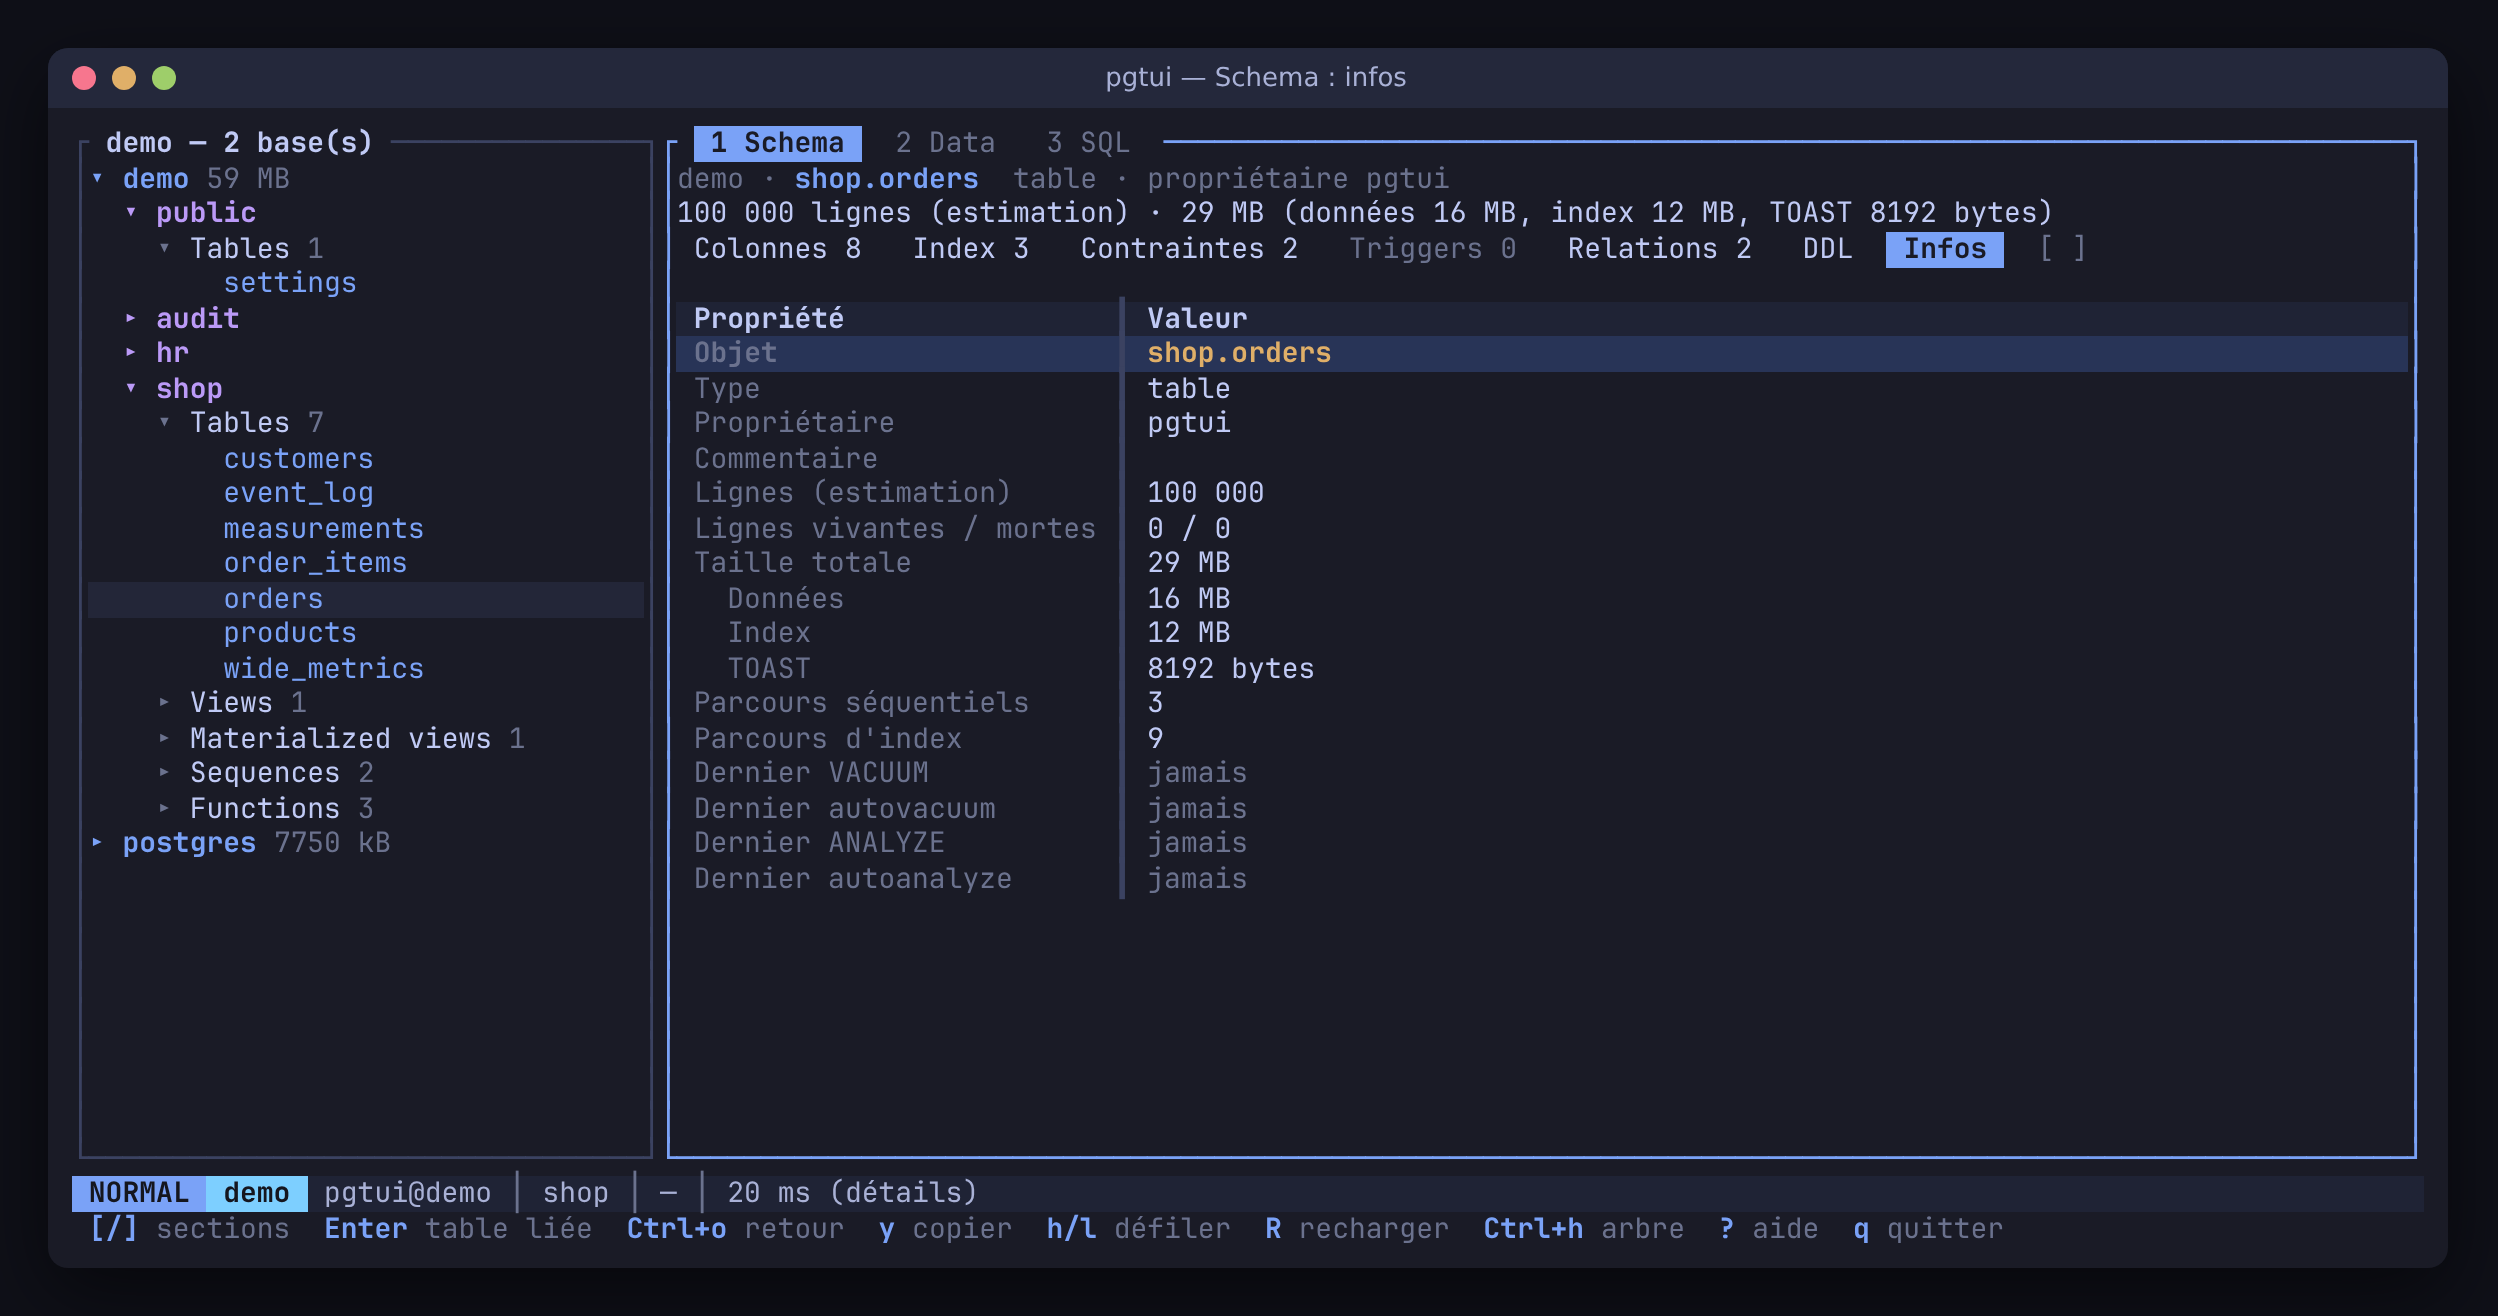 pgtui — Schema : infos
demo — 2 base(s)
▾ demo 59 MB
▾ public
▾ Tables 1
settings
▸ audit
▸ hr
▾ shop
▾ Tables 7
customers
event_log
measurements
order_items
orders
products
wide_metrics
▸ Views 1
▸ Materialized views 1
▸ Sequences 2
▸ Functions 3
▸ postgres 7750 kB
1 Schema 2 Data 3 SQL
demo · shop.orders table · propriétaire pgtui
100 000 lignes (estimation) · 29 MB (données 16 MB, index 12 MB, TOAST 8192 bytes)
Colonnes 8 Index 3 Contraintes 2 Triggers 0 Relations 2 DDL Infos [ ]
Propriété Valeur
Objet shop.orders
Type table
Propriétaire pgtui
Commentaire
Lignes (estimation) 100 000
Lignes vivantes / mortes 0 / 0
Taille totale 29 MB
Données 16 MB
Index 12 MB
TOAST 8192 bytes
Parcours séquentiels 3
Parcours d'index 9
Dernier VACUUM jamais
Dernier autovacuum jamais
Dernier ANALYZE jamais
Dernier autoanalyze jamais
NORMAL demo pgtui@demo │ shop │ — │ 20 ms (détails)
[/] sections Enter table liée Ctrl+o retour y copier h/l défiler R recharger Ctrl+h arbre ? aide q quitter